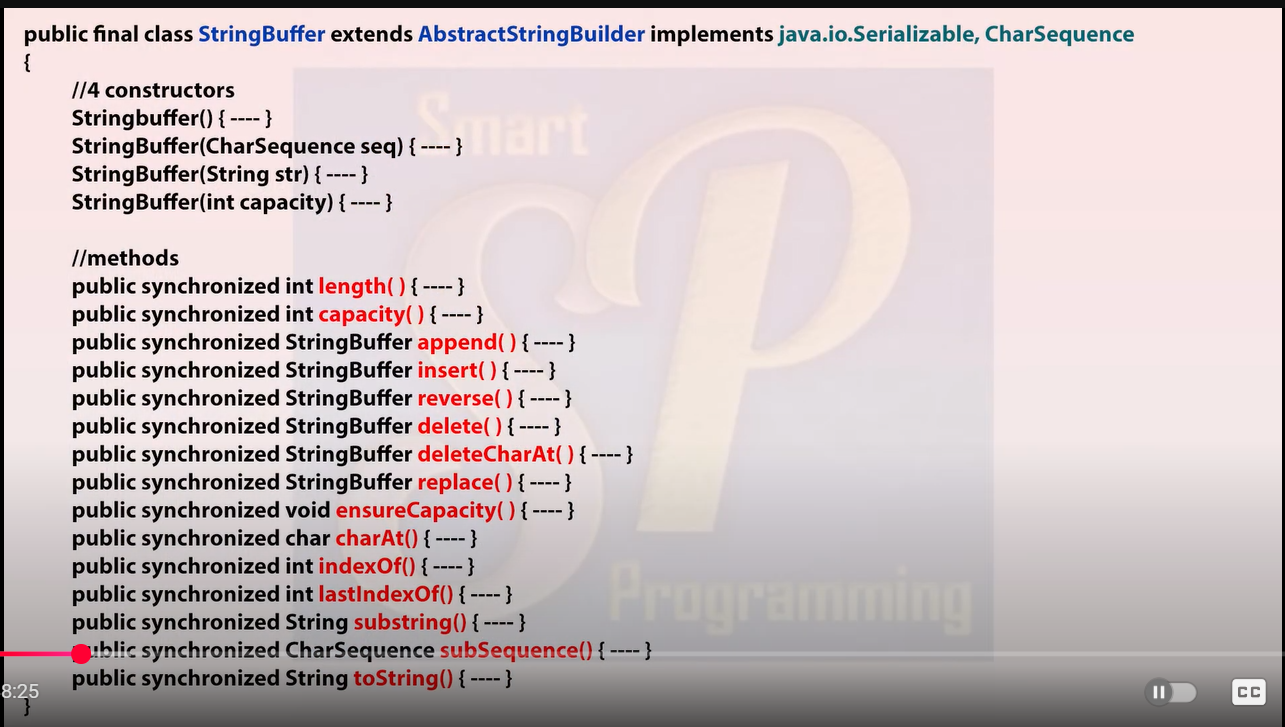 public final class StringBuffer extends AbstractStringBuilder implements java.io.Serializable, CharSequence
{
//4 constructors
Stringbuffer() { ---- }
StringBuffer(CharSequence seq) { ---- }
StringBuffer(String str) { ---- }
StringBuffer(int capacity) { ---- }
//methods
public synchronized int length( ) { ---- }
public synchronized int capacity( ) { ---- }
public synchronized StringBuffer append( ) { ---- }
public synchronized StringBuffer insert( ) { ---- }
public synchronized StringBuffer reverse( ) { ---- }
public synchronized StringBuffer delete( ) { ---- }
public synchronized StringBuffer deleteCharAt( ) { ---- }
public synchronized StringBuffer replace( ) { ---- }
public synchronized void ensureCapacity( ) { ---- }
public synchronized char charAt() { ---- }
public synchronized int indexOf() { ---- }
public synchronized int lastIndexOf() { ---- }
public synchronized String substring() { ---- }
public synchronized CharSequence subSequence() { ---- }
public synchronized String toString() { ---- }
}
Smart
SP
Programming
8:25
CC